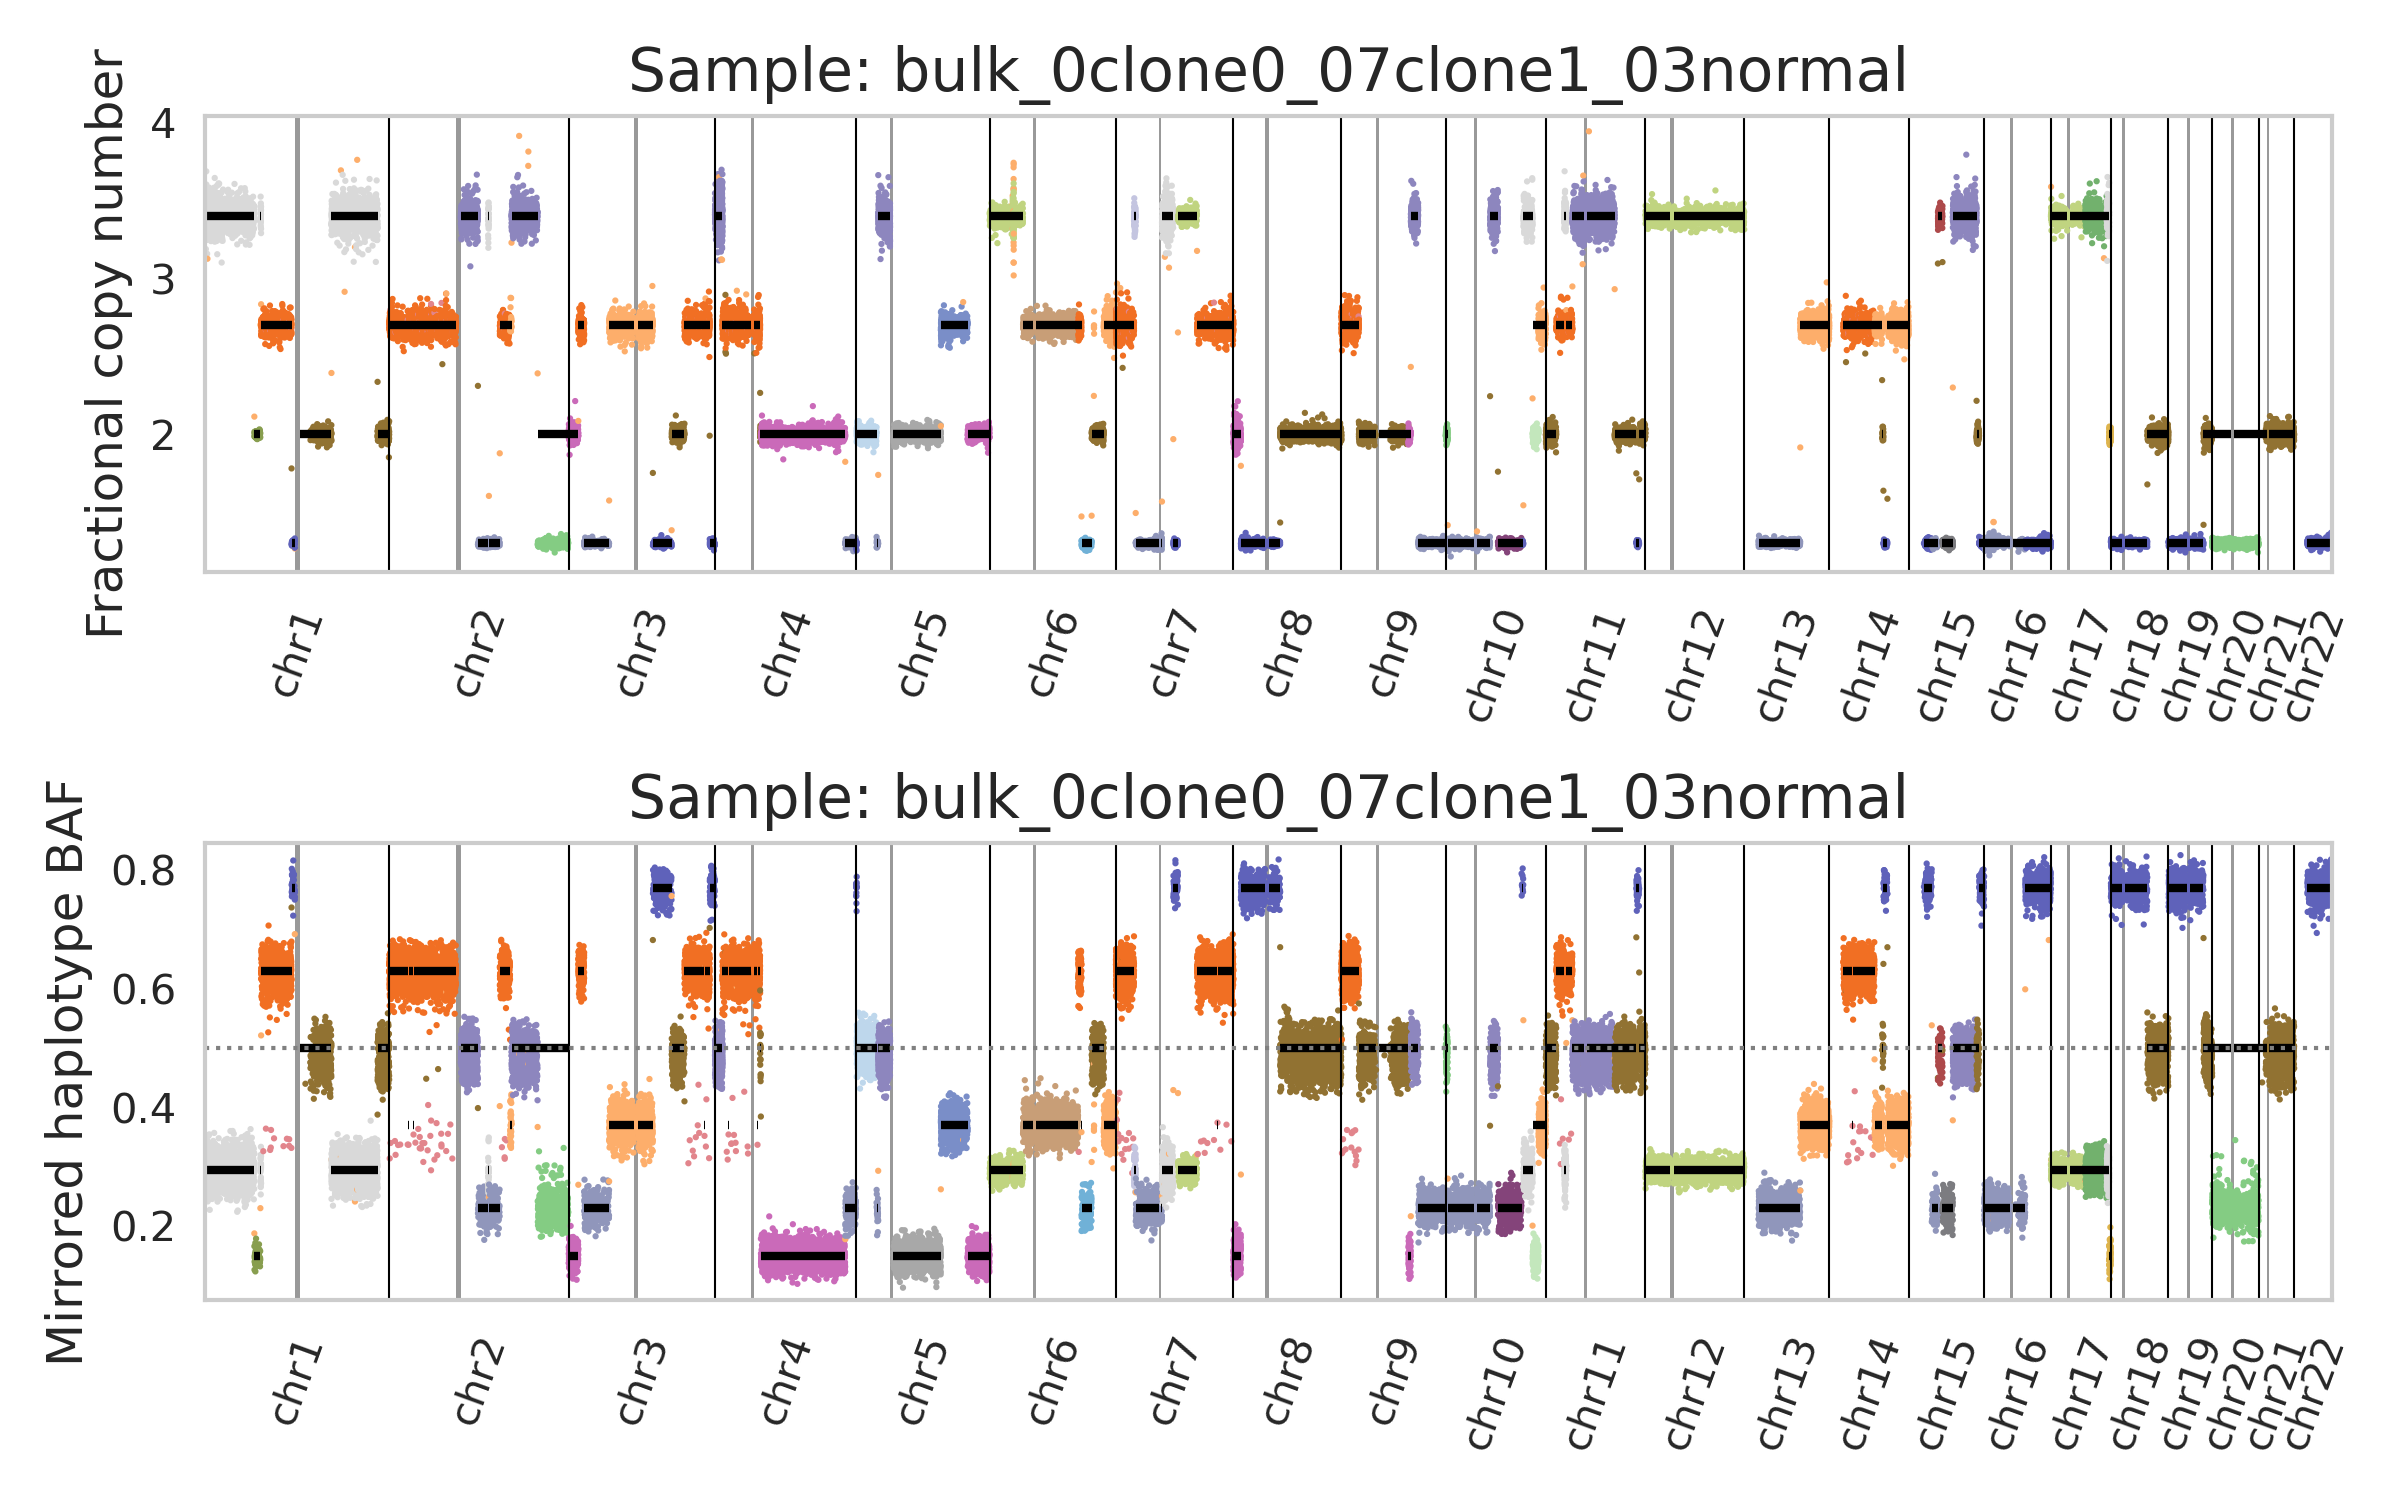 Sample: bulk_0clone0_07clone1_03normal
Fractional copy number
4
3
2
chr1 chr2 chr3 chr4 chr5 chr6 chr7 chr8 chr9 chr10 chr11 chr12 chr13 chr14 chr15 chr16 chr17 chr18 chr19 chr20 chr21 chr22
Sample: bulk_0clone0_07clone1_03normal
Mirrored haplotype BAF
0.8
0.6
0.4
0.2
chr1 chr2 chr3 chr4 chr5 chr6 chr7 chr8 chr9 chr10 chr11 chr12 chr13 chr14 chr15 chr16 chr17 chr18 chr19 chr20 chr21 chr22